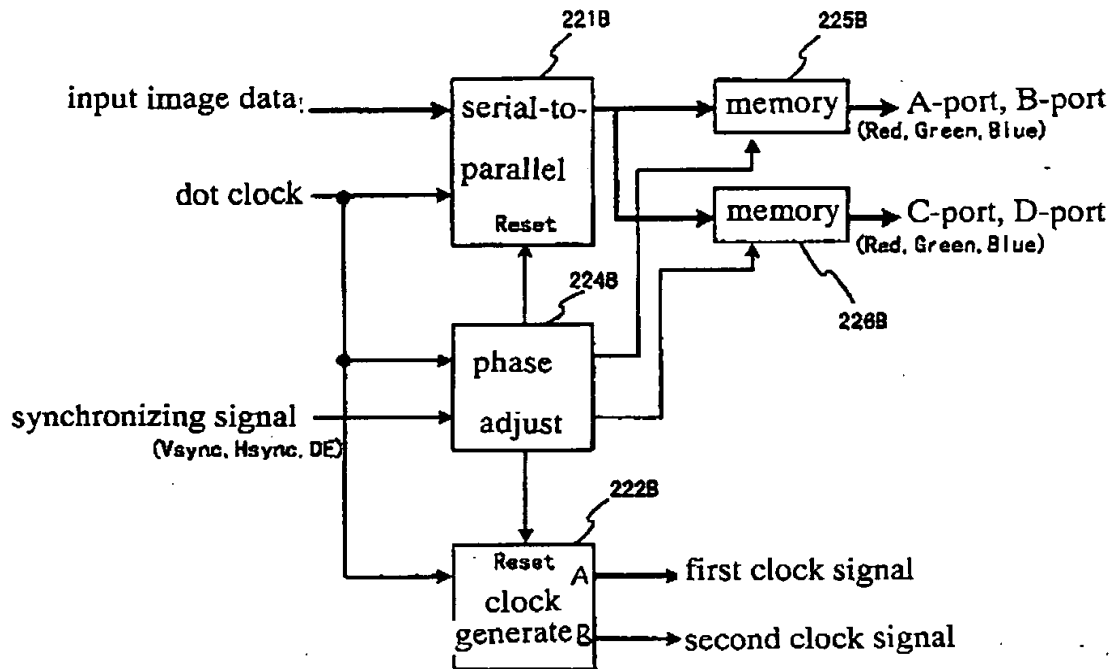 221B
225B
input image data
serial-to-
parallel
Reset
memory
A-port, B-port
(Red, Green, Blue)
dot clock
memory
C-port, D-port
(Red, Green, Blue)
224B
226B
phase
adjust
synchronizing signal
(Vsync, Hsync, DE)
222B
Reset
A
clock
generate B
first clock signal
second clock signal